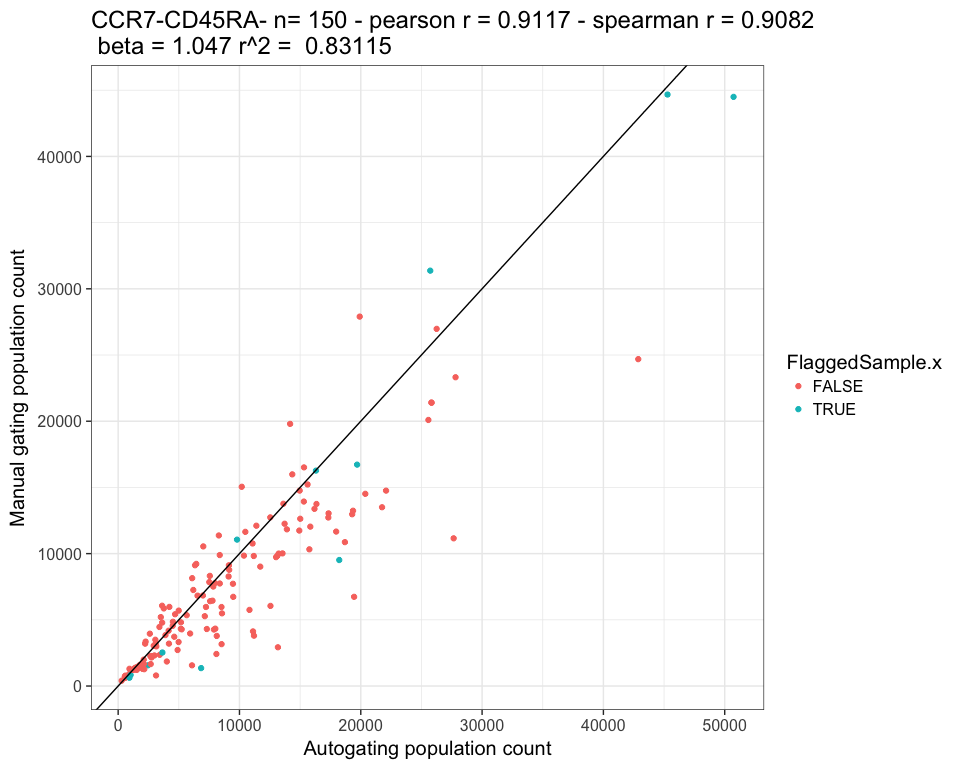 CCR7-CD45RA- n= 150 - pearson r = 0.9117 - spearman r = 0.9082
beta = 1.047 r^2 =  0.83115
40000
30000
20000
10000
0
Manual gating population count
0 10000 20000 30000 40000 50000
Autogating population count
FlaggedSample.x
FALSE
TRUE